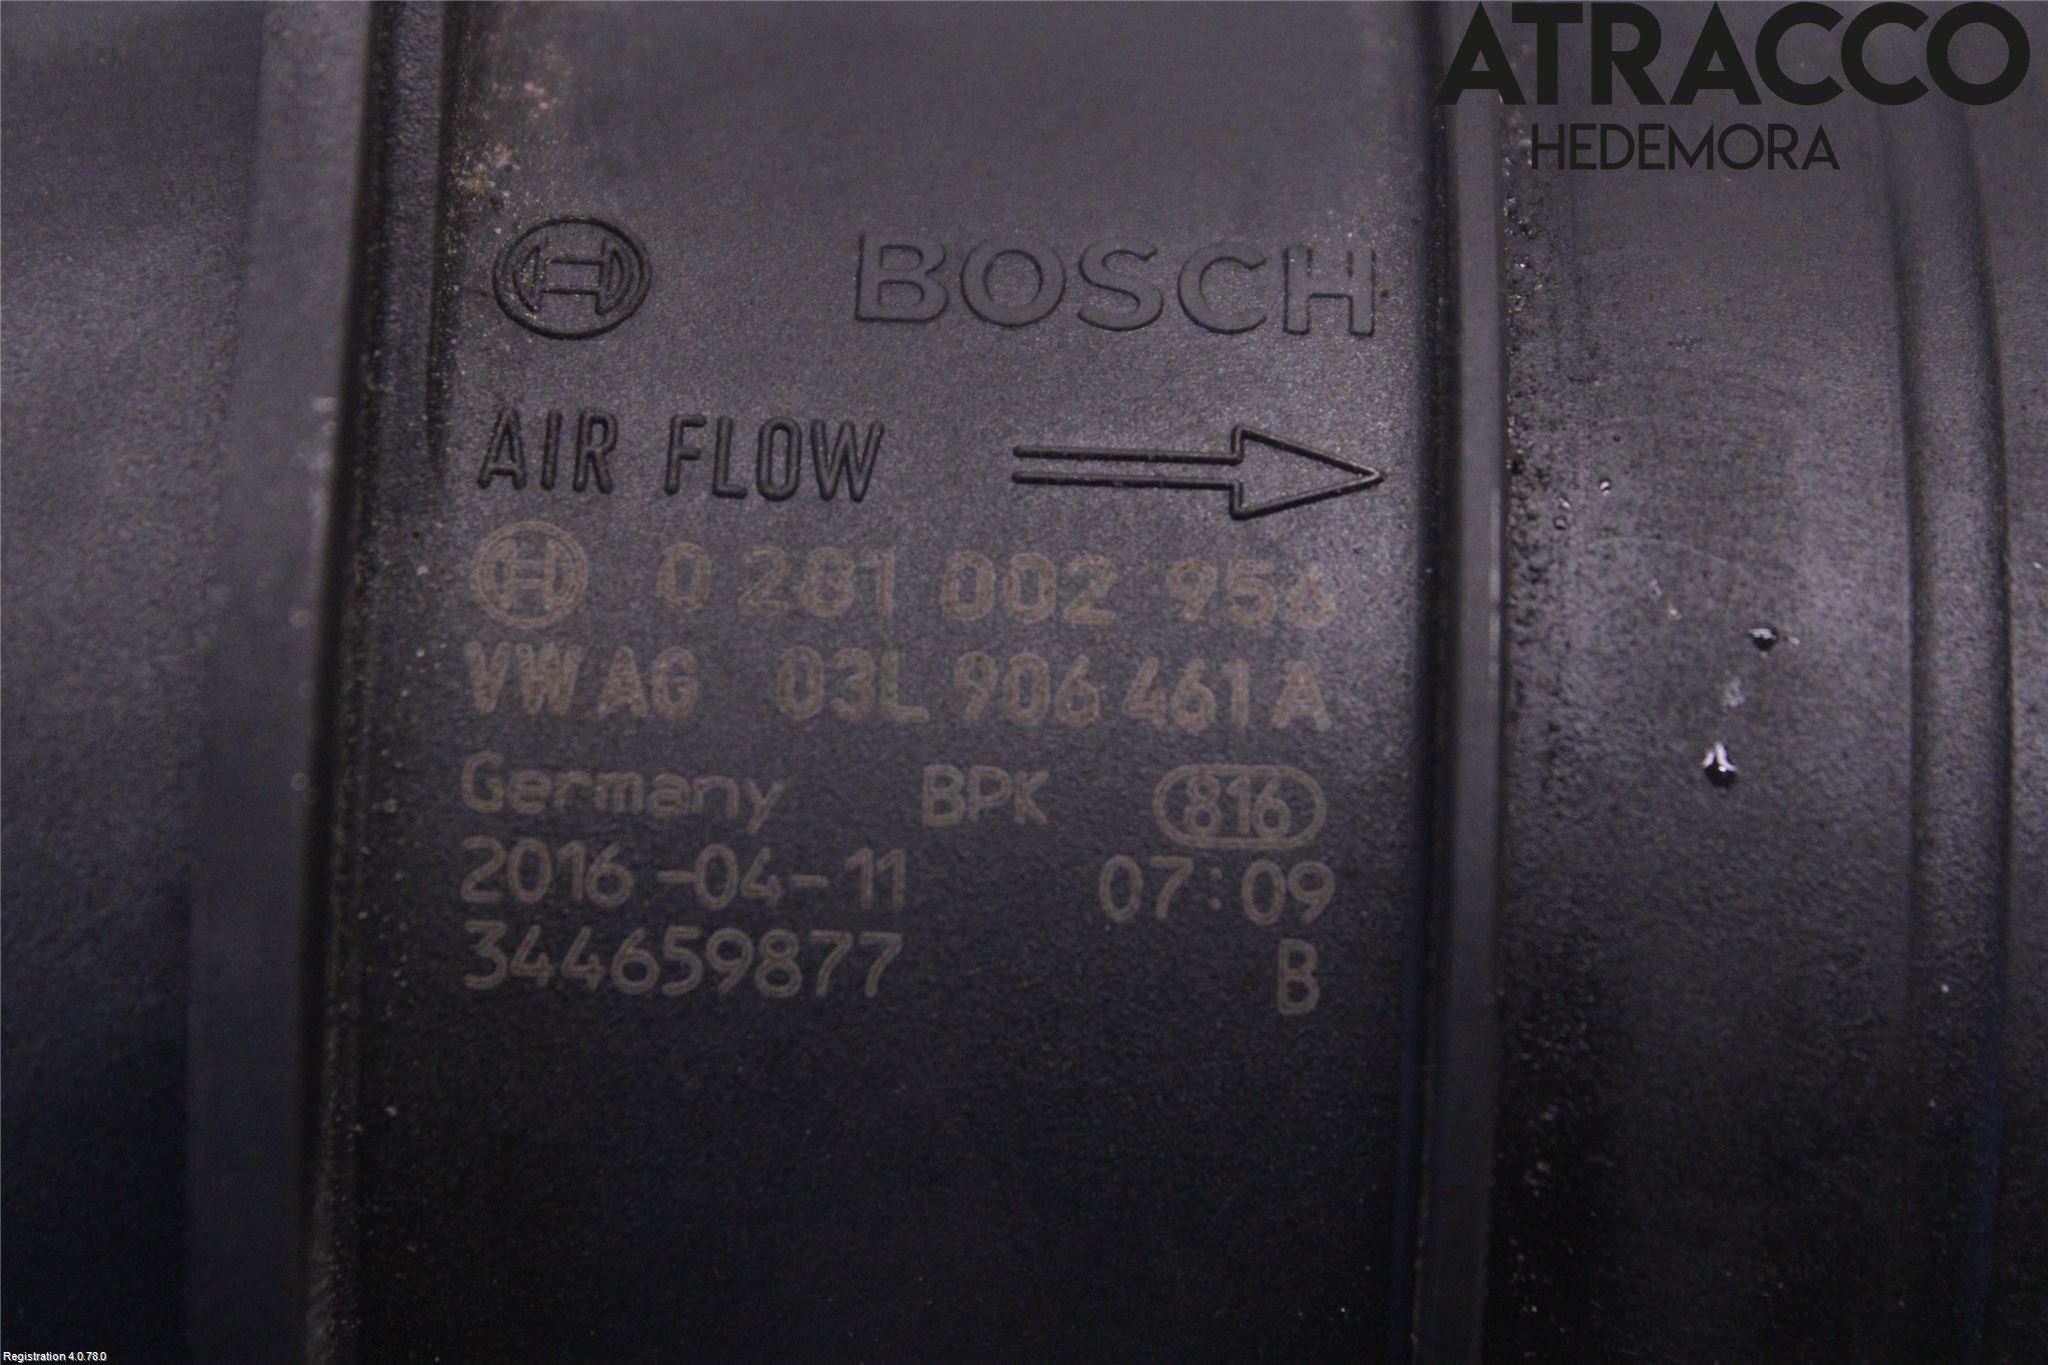 ATRACCO
HEDEMORA
BOSCH
AIR FLOW
0 281 002 956
VW AG 03L 906 461 A
Germany BPK 816
2016-04-11 07:09
344659877 B
Registration 4.0.78.0